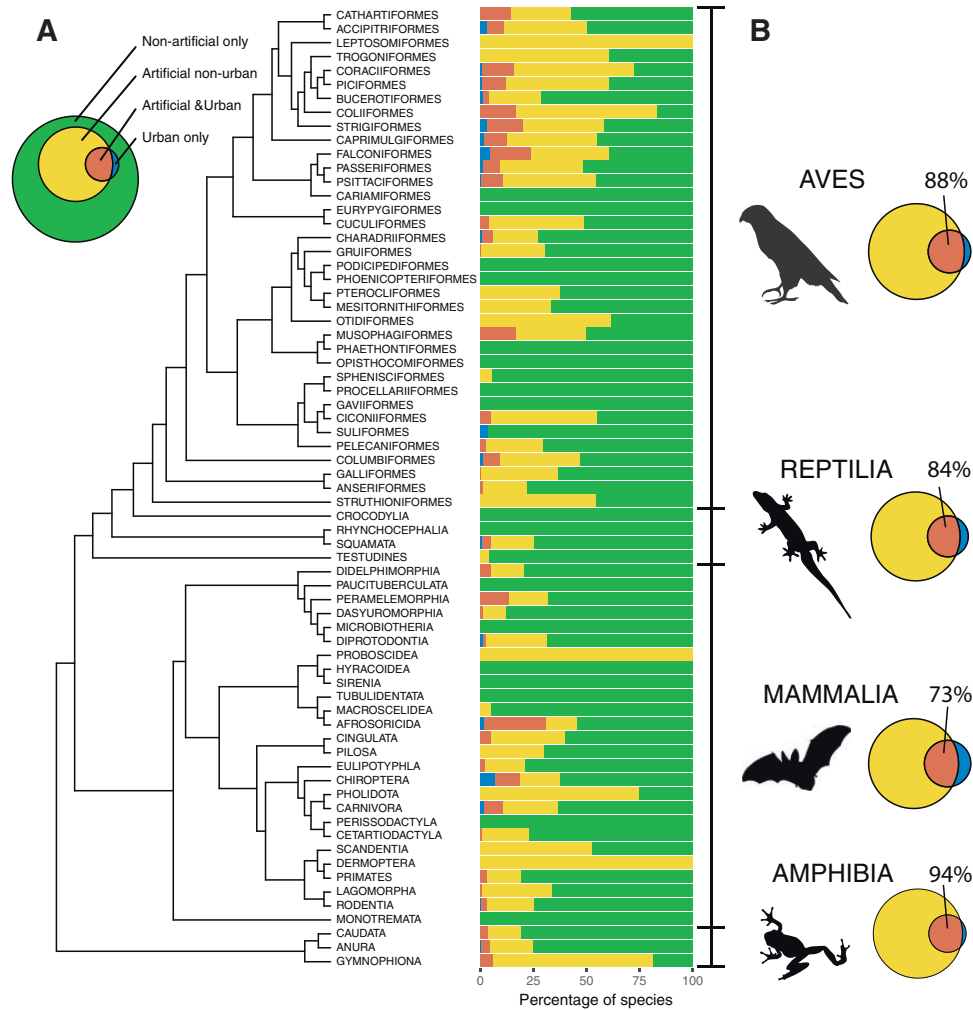 A
Non-artificial only
Artificial non-urban
Artificial &Urban
Urban only
CATHARTIFORMES
ACCIPITRIFORMES
LEPTOSOMIFORMES
TROGONIFORMES
CORACIIFORMES
PICIFORMES
BUCEROTIFORMES
COLIIFORMES
STRIGIFORMES
CAPRIMULGIFORMES
FALCONIFORMES
PASSERIFORMES
PSITTACIFORMES
CARIAMIFORMES
EURYPYGIFORMES
CUCULIFORMES
CHARADRIIFORMES
GRUIFORMES
PODICIPEDIFORMES
PHOENICOPTERIFORMES
PTEROCLIFORMES
MESITORNITHIFORMES
OTIDIFORMES
MUSOPHAGIFORMES
PHAETHONTIFORMES
OPISTHOCOMIFORMES
SPHENISCIFORMES
PROCELLARIIFORMES
GAVIIFORMES
CICONIIFORMES
SULIFORMES
PELECANIFORMES
COLUMBIFORMES
GALLIFORMES
ANSERIFORMES
STRUTHIONIFORMES
CROCODYLIA
RHYNCHOCEPHALIA
SQUAMATA
TESTUDINES
DIDELPHIMORPHIA
PAUCITUBERCULATA
PERAMELEMORPHIA
DASYUROMORPHIA
MICROBIOTHERIA
DIPROTODONTIA
PROBOSCIDEA
HYRACOIDEA
SIRENIA
TUBULIDENTATA
MACROSCELIDEA
AFROSORICIDA
CINGULATA
PILOSA
EULIPOTYPHLA
CHIROPTERA
PHOLIDOTA
CARNIVORA
PERISSODACTYLA
CETARTIODACTYLA
SCANDENTIA
DERMOPTERA
PRIMATES
LAGOMORPHA
RODENTIA
MONOTREMATA
CAUDATA
ANURA
GYMNOPHIONA
0 25 50 75 100
Percentage of species
B
AVES
88%
REPTILIA
84%
MAMMALIA
73%
AMPHIBIA
94%